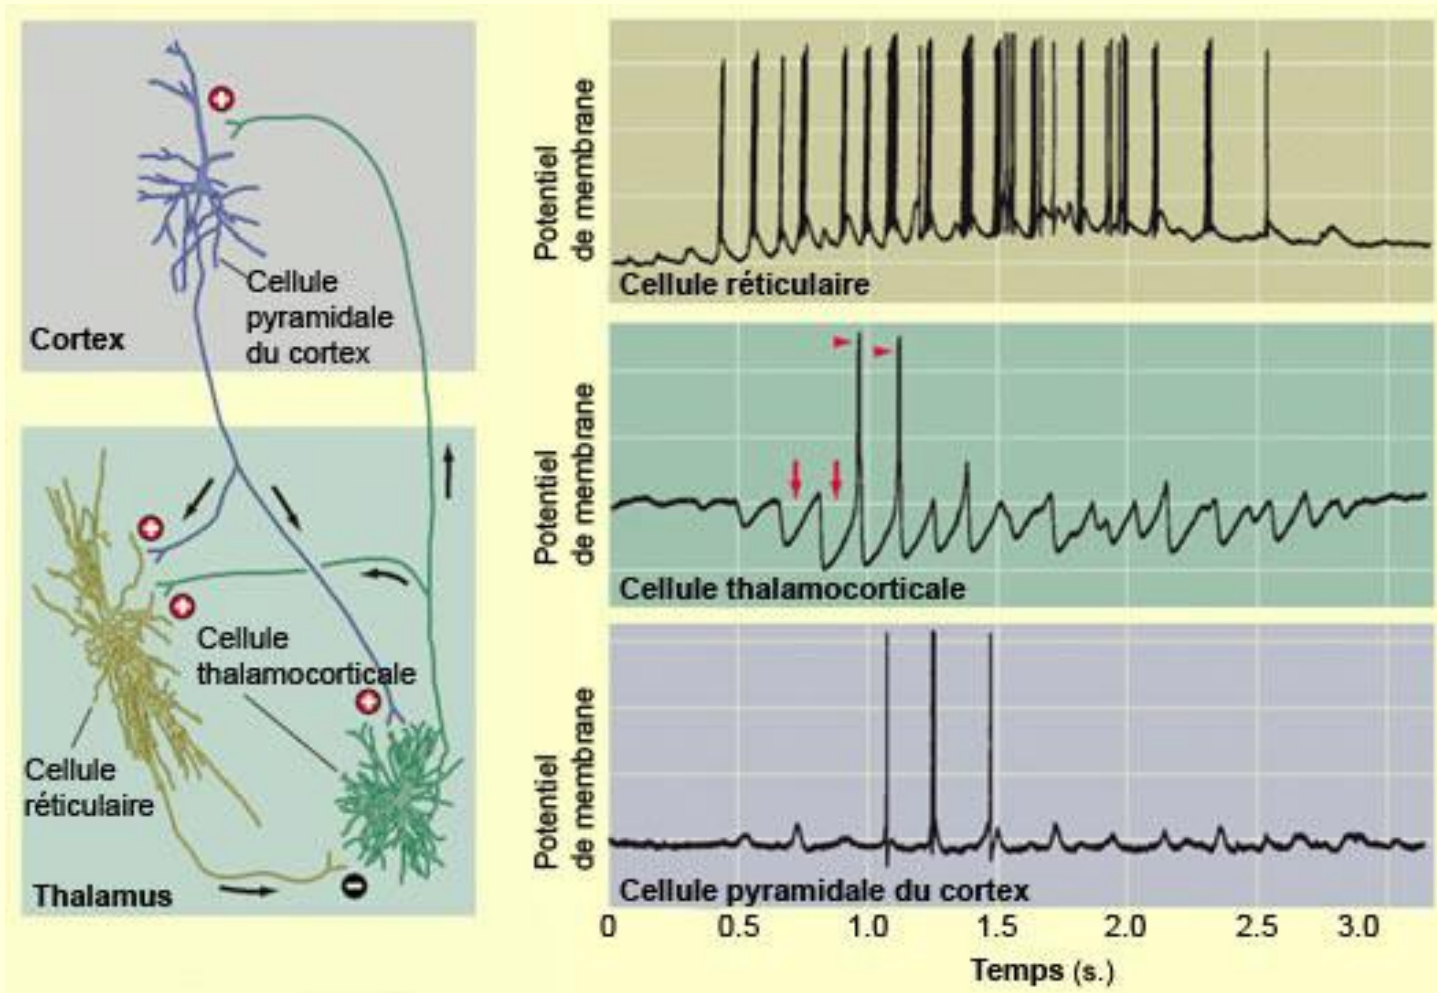 +
Cellule
pyramidale
du cortex
Cortex
+
+
Cellule
thalamocorticale
+
Cellule
réticulaire
Thalamus
−
Potentiel
de membrane
Cellule réticulaire
Potentiel
de membrane
Cellule thalamocorticale
Potentiel
de membrane
Cellule pyramidale du cortex
0 0.5 1.0 1.5 2.0 2.5 3.0
Temps (s.)